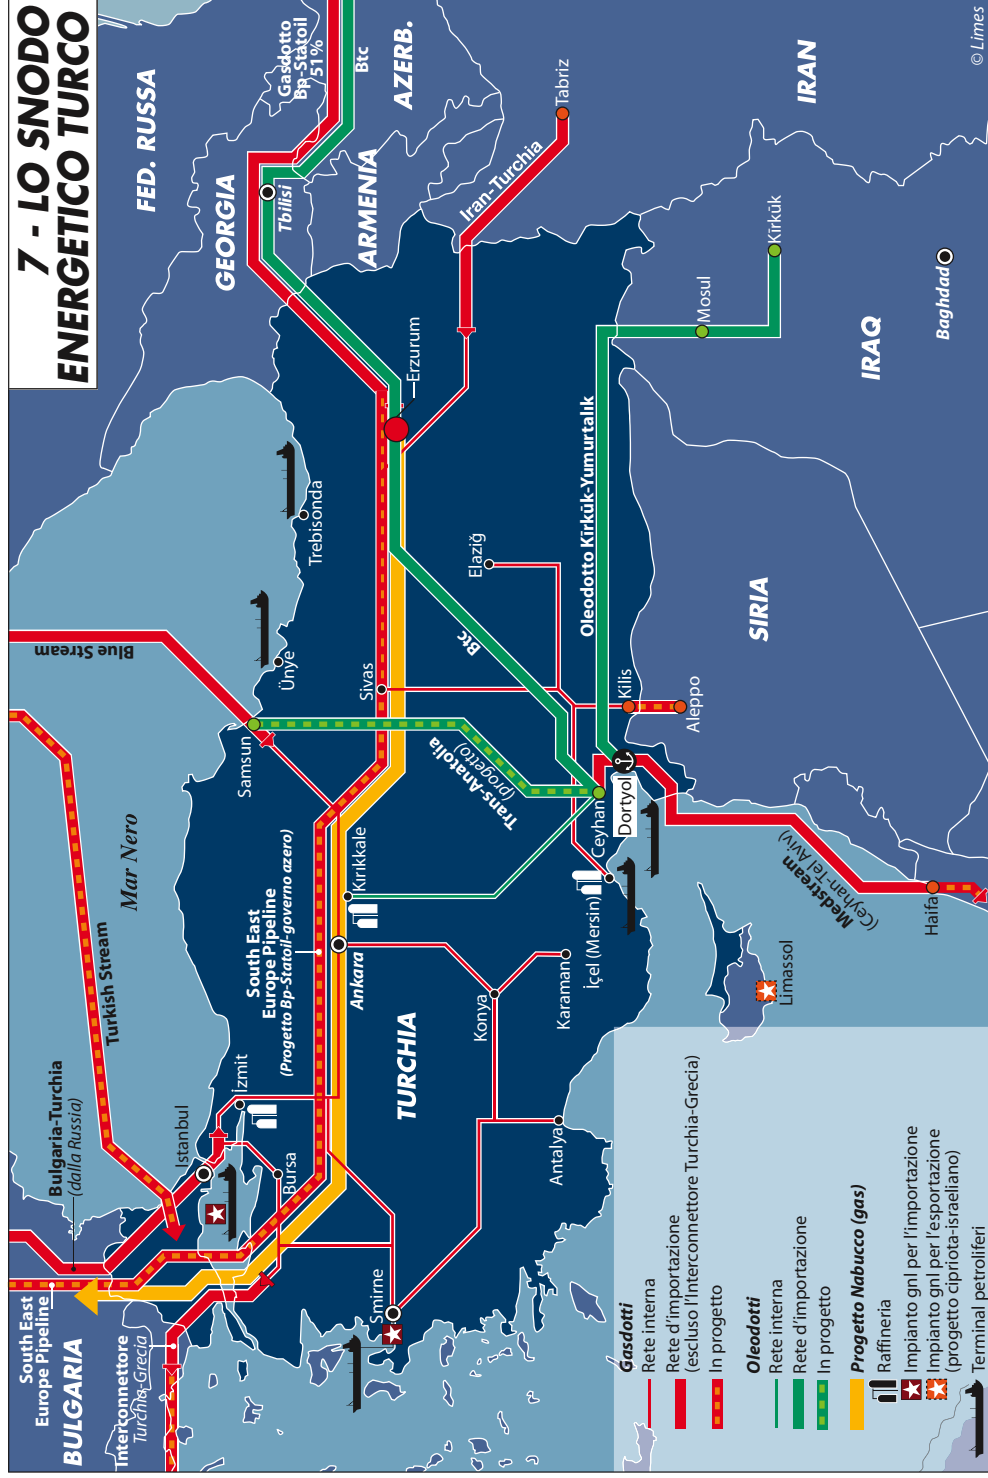 7 - LO SNODO
ENERGETICO TURCO
FED. RUSSA
GEORGIA
Tbilisi
ARMENIA
AZERB.
Gasdotto
Bp-Statoil
51%
Btc
IRAN
Tabriz
Iran-Turchia
Erzurum
Trebisonda
Ünye
Blue Stream
Samsun
Sivas
Elaziğ
Btc
Trans-Anatolia
(progetto)
Oleodotto Kirkūk-Yumurtalık
Mosul
Kirkūk
IRAQ
Baghdad
SIRIA
Kilis
Aleppo
Ceyhan
Dortyol
Medstream
(Ceyhan-Tel Aviv)
Haifa
Limassol
İçel (Mersin)
Karaman
Konya
Antalya
TURCHIA
Ankara
Kırıkkale
South East
Europe Pipeline
(Progetto Bp-Statoil-governo azero)
Mar Nero
Turkish Stream
Bulgaria-Turchia
(dalla Russia)
Istanbul
İzmit
Bursa
Smirne
South East
Europe Pipeline
BULGARIA
Interconnettore
Turchia-Grecia
Gasdotti
Rete interna
Rete d'importazione
(escluso l'Interconnettore Turchia-Grecia)
In progetto
Oleodotti
Rete interna
Rete d'importazione
In progetto
Progetto Nabucco (gas)
Raffineria
Impianto gnl per l'importazione
Impianto gnl per l'esportazione
(progetto cipriota-israeliano)
Terminal petroliferi
© Limes